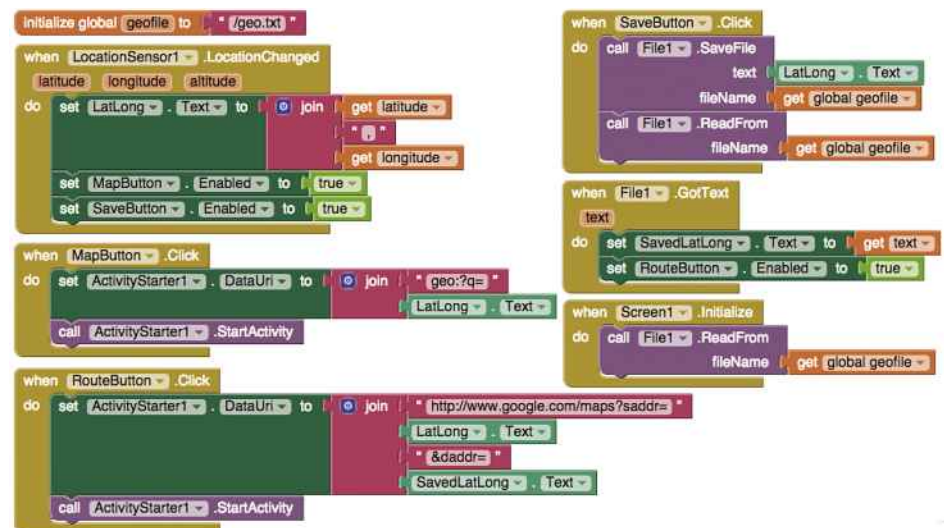 initialize global geofile to " /geo.txt "
when LocationSensor1 .LocationChanged
latitude longitude altitude
do set LatLong . Text to join get latitude
" , "
get longitude
set MapButton . Enabled to true
set SaveButton . Enabled to true
when MapButton .Click
do set ActivityStarter1 . DataUri to join " geo:?q= "
LatLong . Text
call ActivityStarter1 .StartActivity
when RouteButton .Click
do set ActivityStarter1 . DataUri to join " http://www.google.com/maps?saddr= "
LatLong . Text
" &daddr= "
SavedLatLong . Text
call ActivityStarter1 .StartActivity
when SaveButton .Click
do call File1 .SaveFile
text LatLong . Text
fileName get global geofile
call File1 .ReadFrom
fileName get global geofile
when File1 .GotText
text
do set SavedLatLong . Text to get text
set RouteButton . Enabled to true
when Screen1 .Initialize
do call File1 .ReadFrom
fileName get global geofile